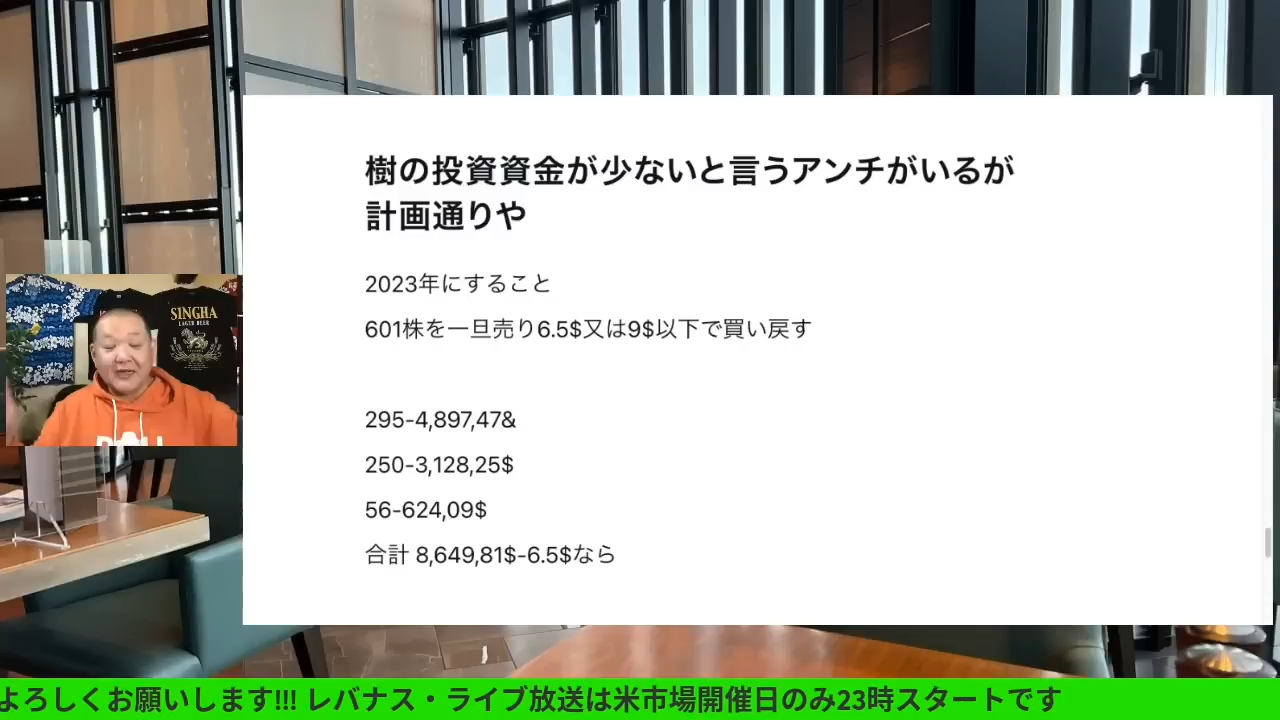 樹の投資資金が少ないと言うアンチがいるが
計画通りや
2023年にすること
601株を一旦売り6.5$又は9$以下で買い戻す
295-4,897,47&
250-3,128,25$
56-624,09$
合計 8,649,81$-6.5$なら
SINGHA
LAGER BEER
よろしくお願いします!!! レバナス・ライブ放送は米市場開催日のみ23時スタートです